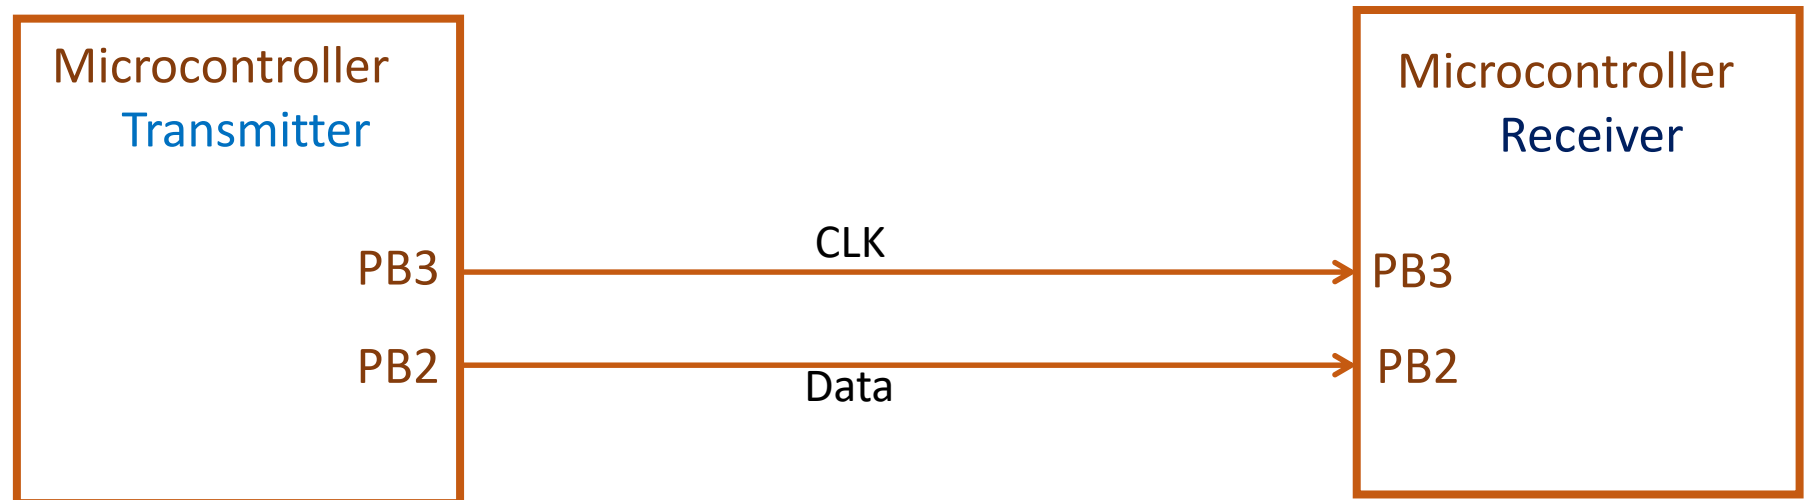 Microcontroller
Transmitter
PB3
PB2
CLK
Data
Microcontroller
Receiver
PB3
PB2